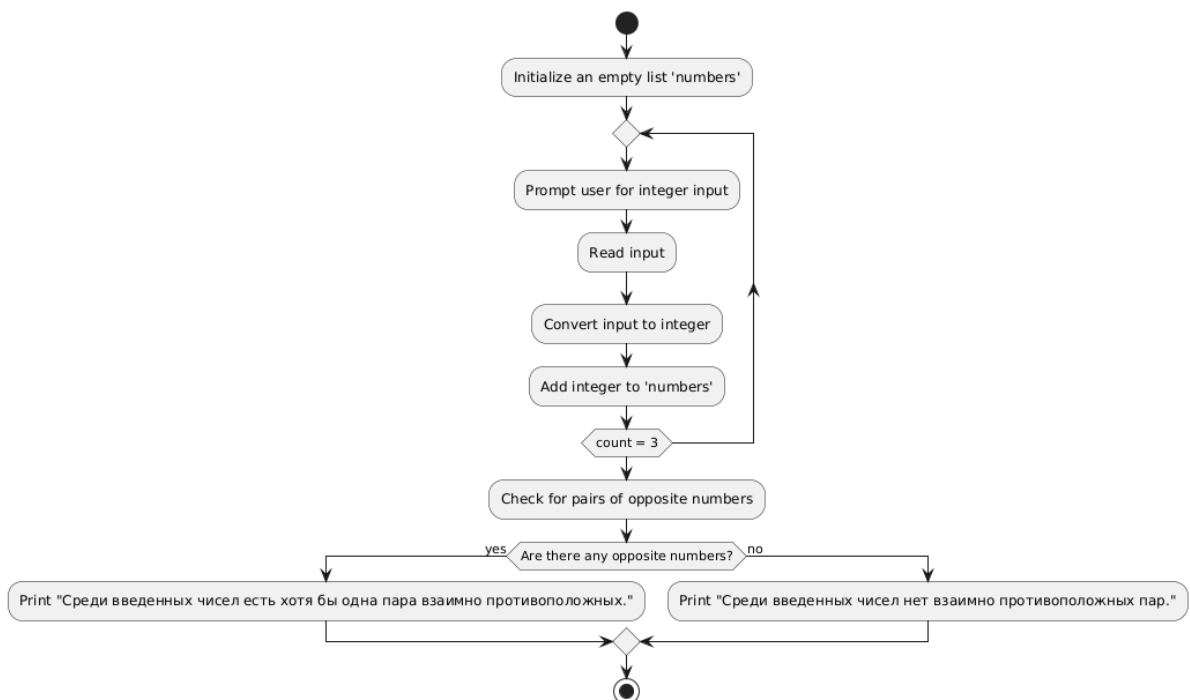 Initialize an empty list 'numbers'
Prompt user for integer input
Read input
Convert input to integer
Add integer to 'numbers'
count = 3
Check for pairs of opposite numbers
yes
Are there any opposite numbers?
no
Print "Среди введенных чисел есть хотя бы одна пара взаимно противоположных."
Print "Среди введенных чисел нет взаимно противоположных пар."